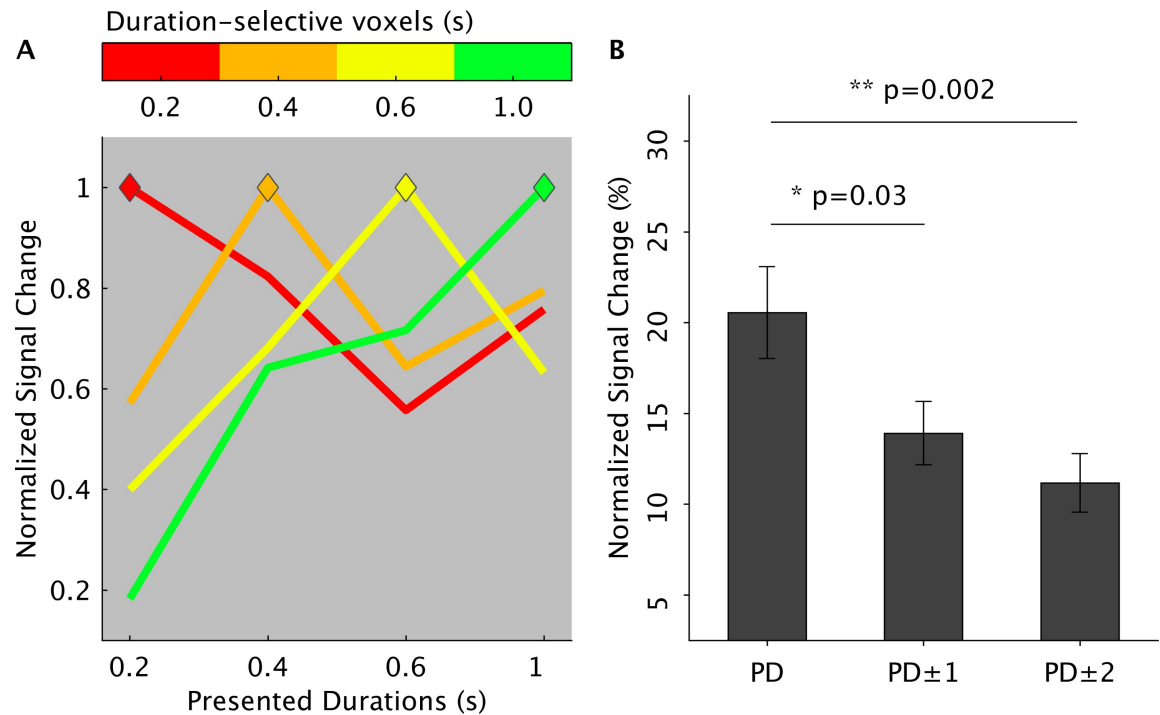 A
Duration-selective voxels (s)
0.2 0.4 0.6 1.0
Normalized Signal Change
1
0.8
0.6
0.4
0.2
0.2 0.4 0.6 1
Presented Durations (s)
B
** p=0.002
* p=0.03
Normalized Signal Change (%)
30
25
20
15
10
5
PD PD±1 PD±2